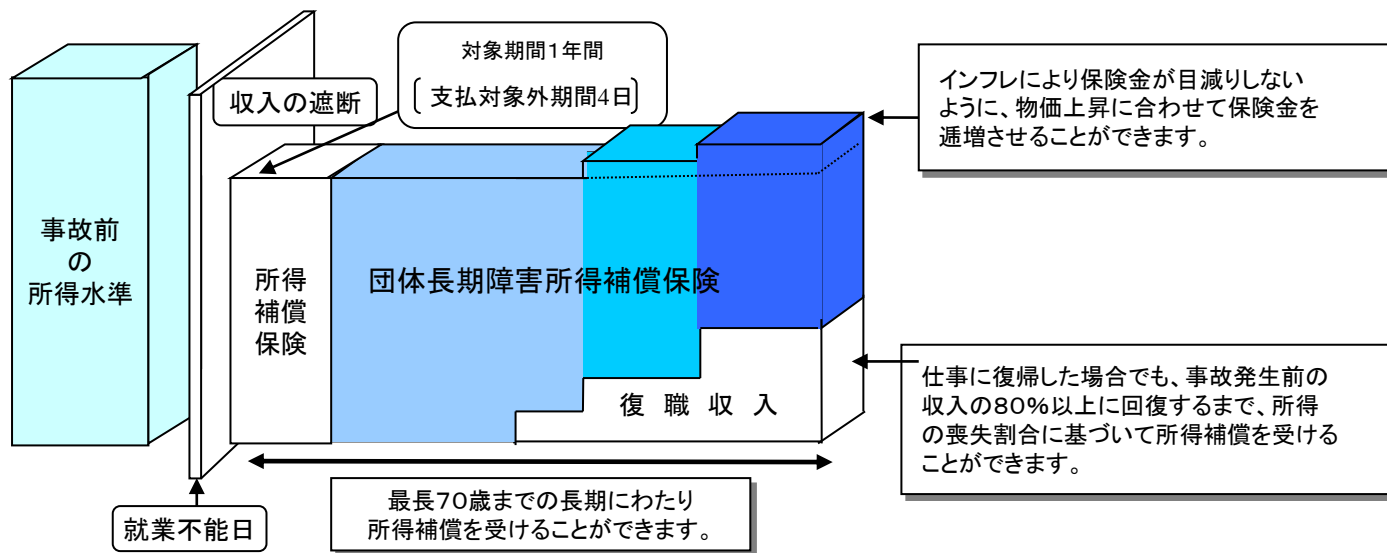 対象期間1年間
〔支払対象外期間4日〕
収入の遮断
インフレにより保険金が目減りしない
ように、物価上昇に合わせて保険金を
逓増させることができます。
事故前
の
所得水準
所得
補償
保険
団体長期障害所得補償保険
復職収入
仕事に復帰した場合でも、事故発生前の
収入の80%以上に回復するまで、所得
の喪失割合に基づいて所得補償を受ける
ことができます。
最長70歳までの長期にわたり
所得補償を受けることができます。
就業不能日